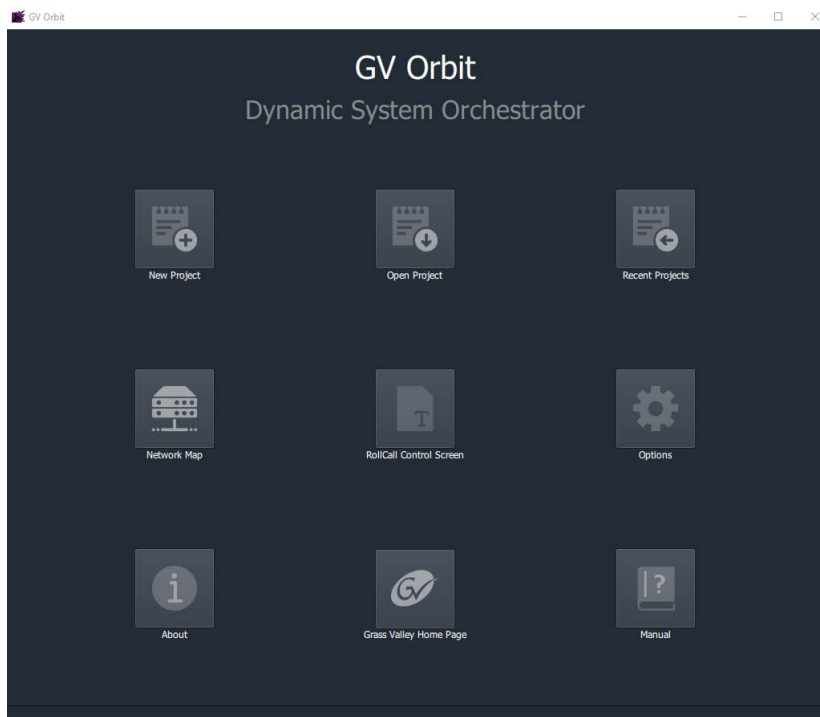 GV Orbit
GV Orbit
Dynamic System Orchestrator
New Project
Open Project
Recent Projects
T
Network Map
RollCall Control Screen
Options
i
GV
?
About
Grass Valley Home Page
Manual